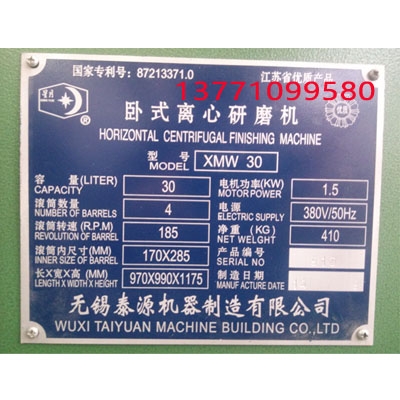 国家专利号：87213371.0
江苏省优质产品
13771099580
®
优质
卧式离心研磨机
HORIZONTAL CENTRIFUGAL FINISHING MACHINE
型号 MODEL XMW 30
容量 (LITER) CAPACITY 30
电机功率(KW) MOTOR POWER 1.5
滚筒数量 NUMBER OF BARRELS 4
电源 ELECTRIC SUPPLY 380V/50Hz
滚筒转速 (R.P.M) REVOLUTION OF BARREL 185
净重 (KG) NET WEIGHT 410
滚筒内尺寸 (MM) INNER SIZE OF BARREL 170X285
产品编号 SERIAL NO
长X宽X高 (MM) LENGTH X WIDTH X HEIGHT 970X990X1175
制造日期 MANUFACTURE DATE
无锡泰源机器制造有限公司
WUXI TAIYUAN MACHINE BUILDING CO.,LTD